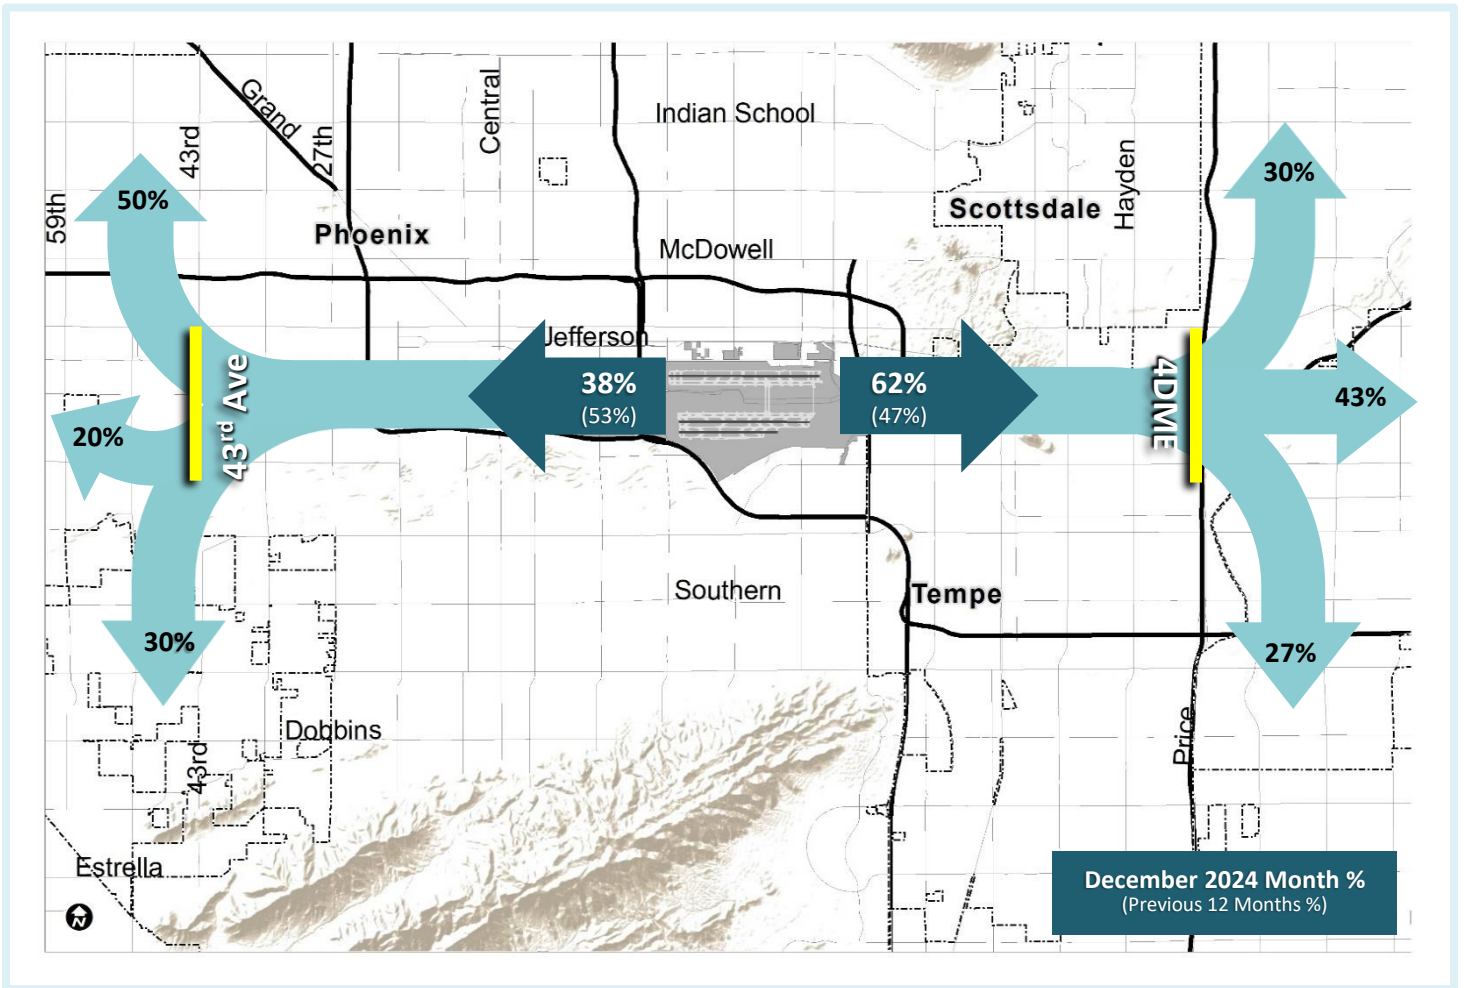 Grand
43rd
27th
Central
Indian School
Hayden
30%
50%
59th
Phoenix
Scottsdale
McDowell
Jefferson
43rd Ave
38%
(53%)
62%
(47%)
4DME
43%
20%
Southern
Tempe
30%
27%
Dobbins
43rd
Price
Estrella
N
December 2024 Month %
(Previous 12 Months %)